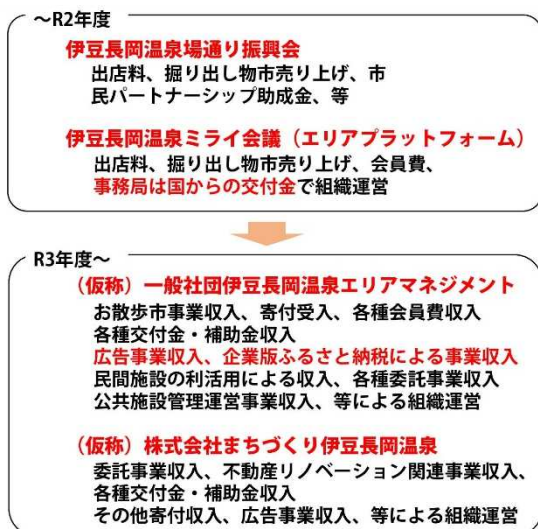 ～R2年度
伊豆長岡温泉場通り振興会
出店料、掘り出し物市売り上げ、市
民パートナーシップ助成金、等
伊豆長岡温泉ミライ会議（エリアプラットフォーム）
出店料、掘り出し物市売り上げ、会員費、
事務局は国からの交付金で組織運営
R3年度～
（仮称）一般社団伊豆長岡温泉エリアマネジメント
お散歩市事業収入、寄付受入、各種会員費収入
各種交付金・補助金収入
広告事業収入、企業版ふるさと納税による事業収入
民間施設の利活用による収入、各種委託事業収入
公共施設管理運営事業収入、等による組織運営
（仮称）株式会社まちづくり伊豆長岡温泉
委託事業収入、不動産リノベーション関連事業収入、
各種交付金・補助金収入
その他寄付収入、広告事業収入、等による組織運営